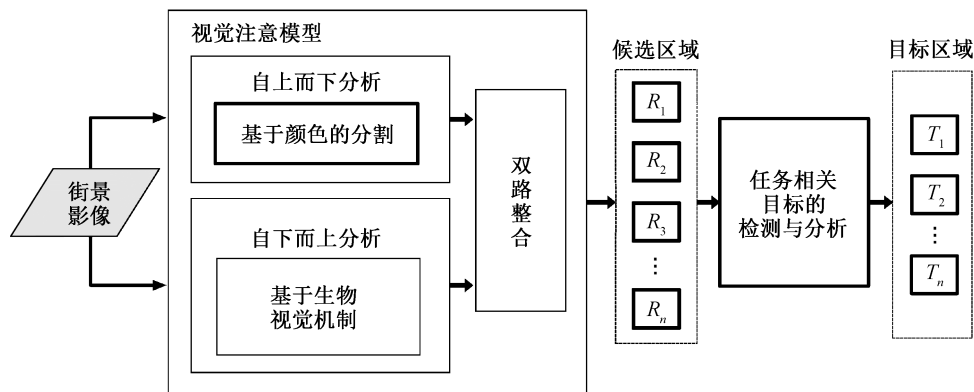 街景
影像
视觉注意模型
自上而下分析
基于颜色的分割
自下而上分析
基于生物
视觉机制
双
路
整
合
候选区域
R₁
R₂
R₃
⋯
Rₙ
任务相关
目标的
检测与分析
目标区域
T₁
T₂
⋯
Tₙ